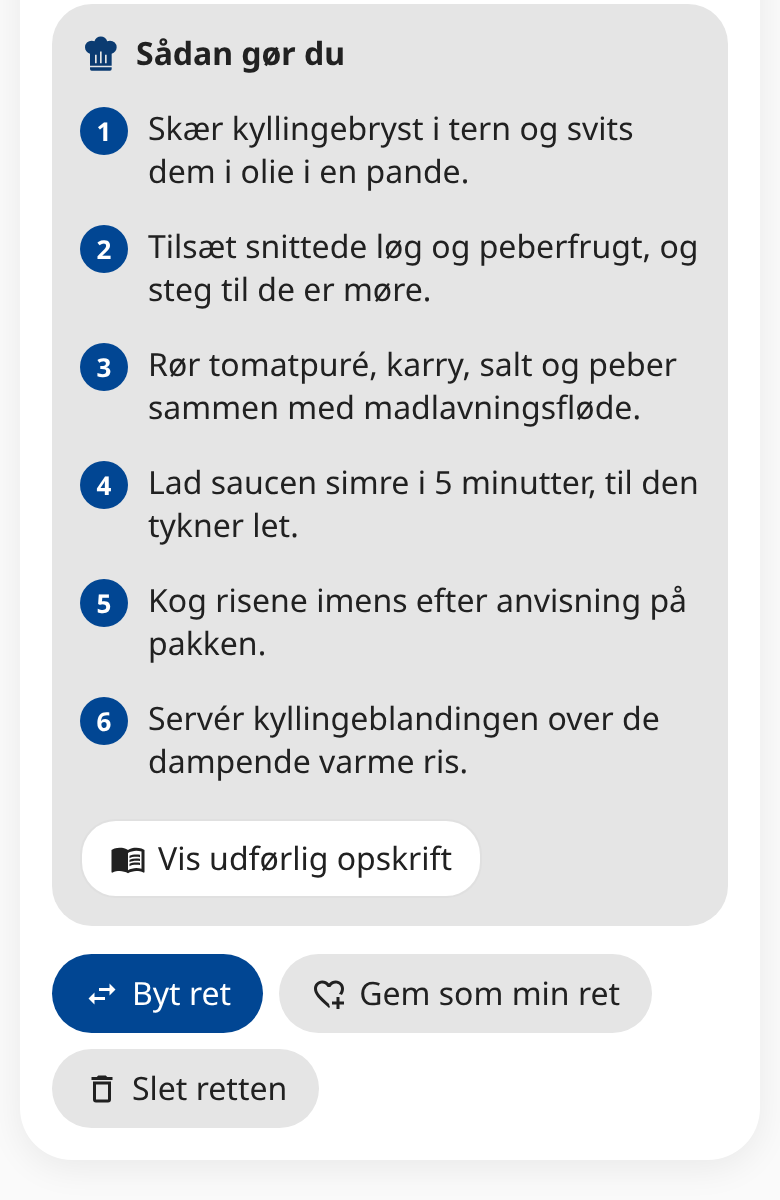 Sådan gør du
1 Skær kyllingebryst i tern og svits
dem i olie i en pande.
2 Tilsæt snittede løg og peberfrugt, og
steg til de er møre.
3 Rør tomatpuré, karry, salt og peber
sammen med madlavningsfløde.
4 Lad saucen simre i 5 minutter, til den
tykner let.
5 Kog risene imens efter anvisning på
pakken.
6 Servér kyllingeblandingen over de
dampende varme ris.
Vis udførlig opskrift
Byt ret
Gem som min ret
Slet retten